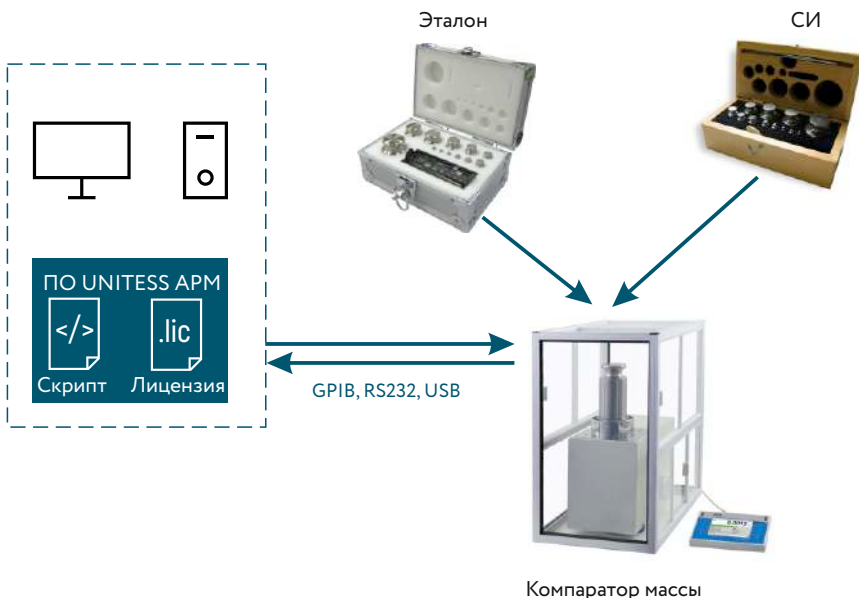 Эталон
СИ
ПО UNITESS АРМ
</>
.lic
Скрипт
Лицензия
GPIB, RS232, USB
Компаратор массы